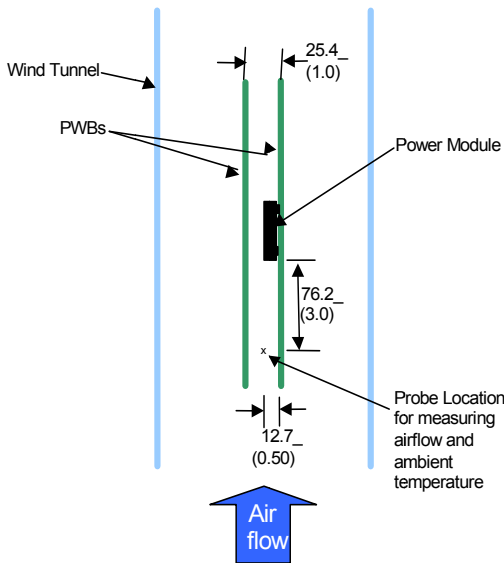 25.4_
(1.0)
Wind Tunnel
PWBs
Power Module
76.2_
(3.0)
x
Probe Location
for measuring
airflow and
ambient
temperature
12.7_
(0.50)
Air
flow